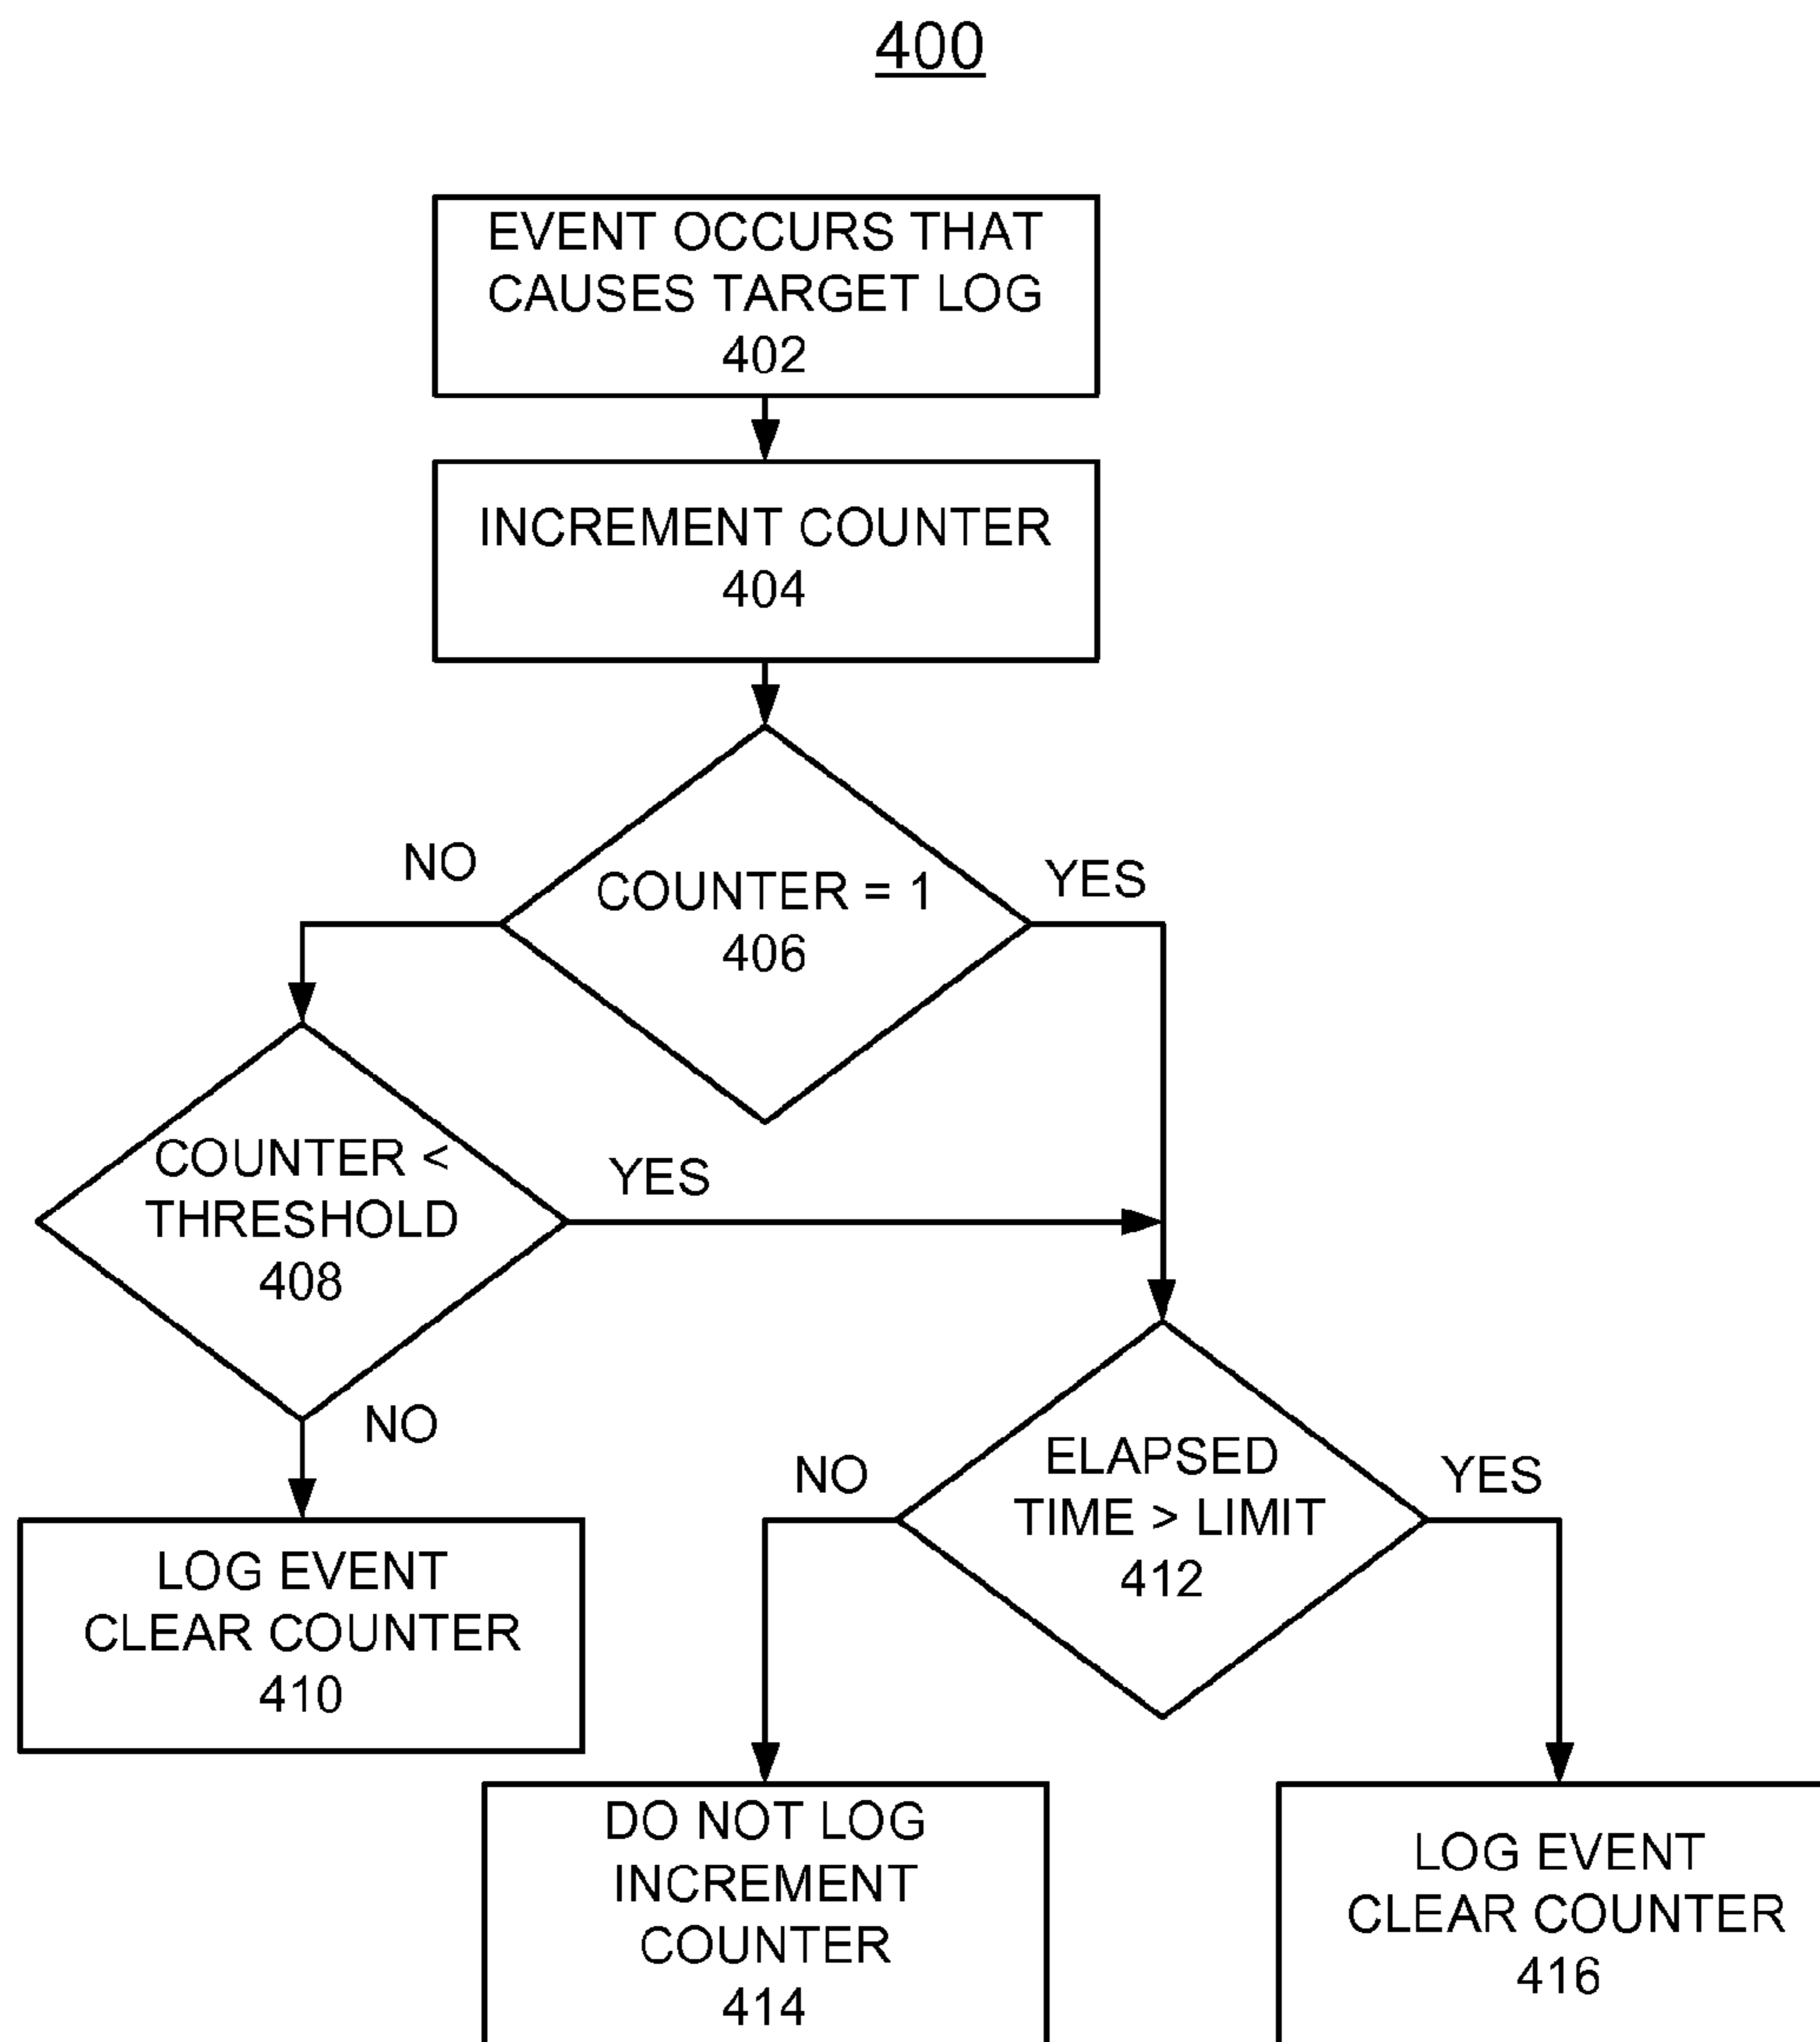 400
EVENT OCCURS THAT
CAUSES TARGET LOG
402
INCREMENT COUNTER
404
NO
COUNTER = 1
406
YES
COUNTER <
THRESHOLD
408
YES
NO
LOG EVENT
CLEAR COUNTER
410
NO
ELAPSED
TIME > LIMIT
412
YES
DO NOT LOG
INCREMENT
COUNTER
414
LOG EVENT
CLEAR COUNTER
416